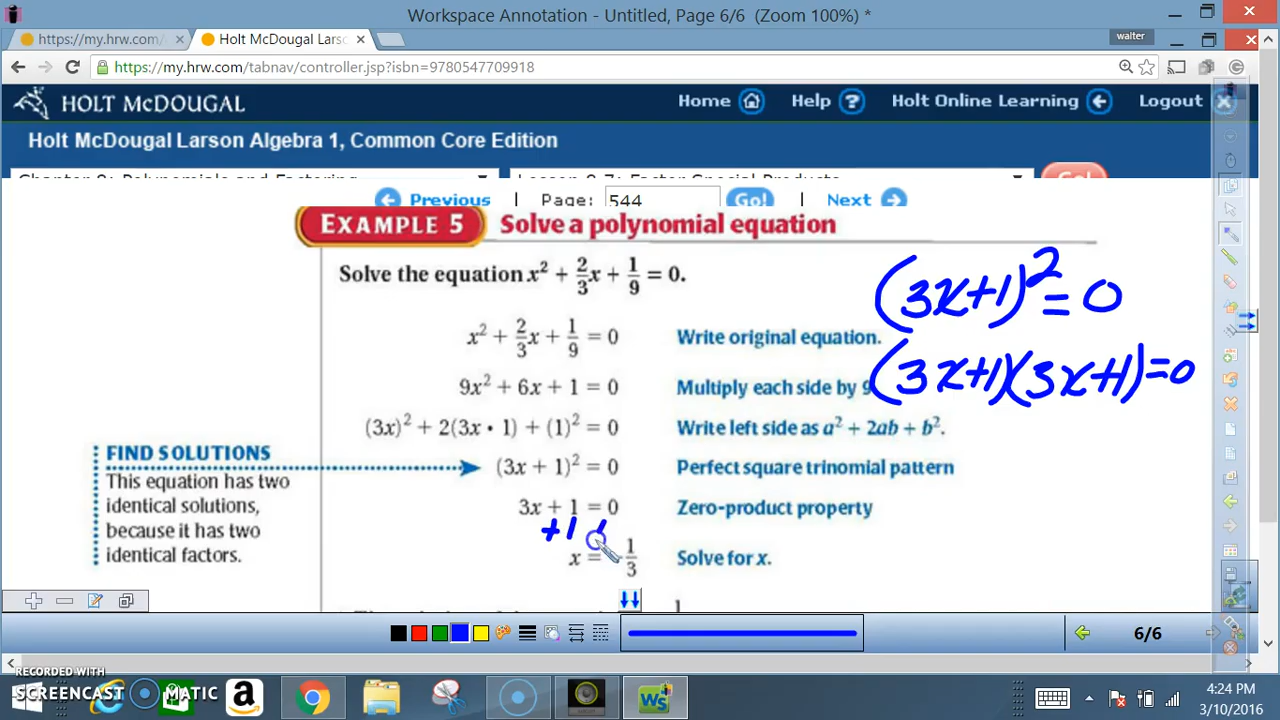 Workspace Annotation - Untitled, Page 6/6 (Zoom 100%) *
https://my.hrw.com/
Holt McDougal Lars
walter
https://my.hrw.com/tabnav/controller.jsp?isbn=9780547709918
HOLT McDOUGAL
Home
Help
Holt Online Learning
Logout
Holt McDougal Larson Algebra 1, Common Core Edition
Previous | Page: 544 Go! | Next
EXAMPLE 5 Solve a polynomial equation
Solve the equation x² + 2/3x + 1/9 = 0.
(3x+1)² = 0
x² + 2/3x + 1/9 = 0 Write original equation.
(3x+1)(3x+1)=0
9x² + 6x + 1 = 0 Multiply each side by 9
(3x)² + 2(3x • 1) + (1)² = 0 Write left side as a² + 2ab + b².
FIND SOLUTIONS
This equation has two
identical solutions,
because it has two
identical factors.
(3x + 1)² = 0 Perfect square trinomial pattern
3x + 1 = 0 Zero-product property
+1
x = 1/3 Solve for x.
6/6
RECORDED WITH
SCREENCAST MATIC
4:24 PM
3/10/2016